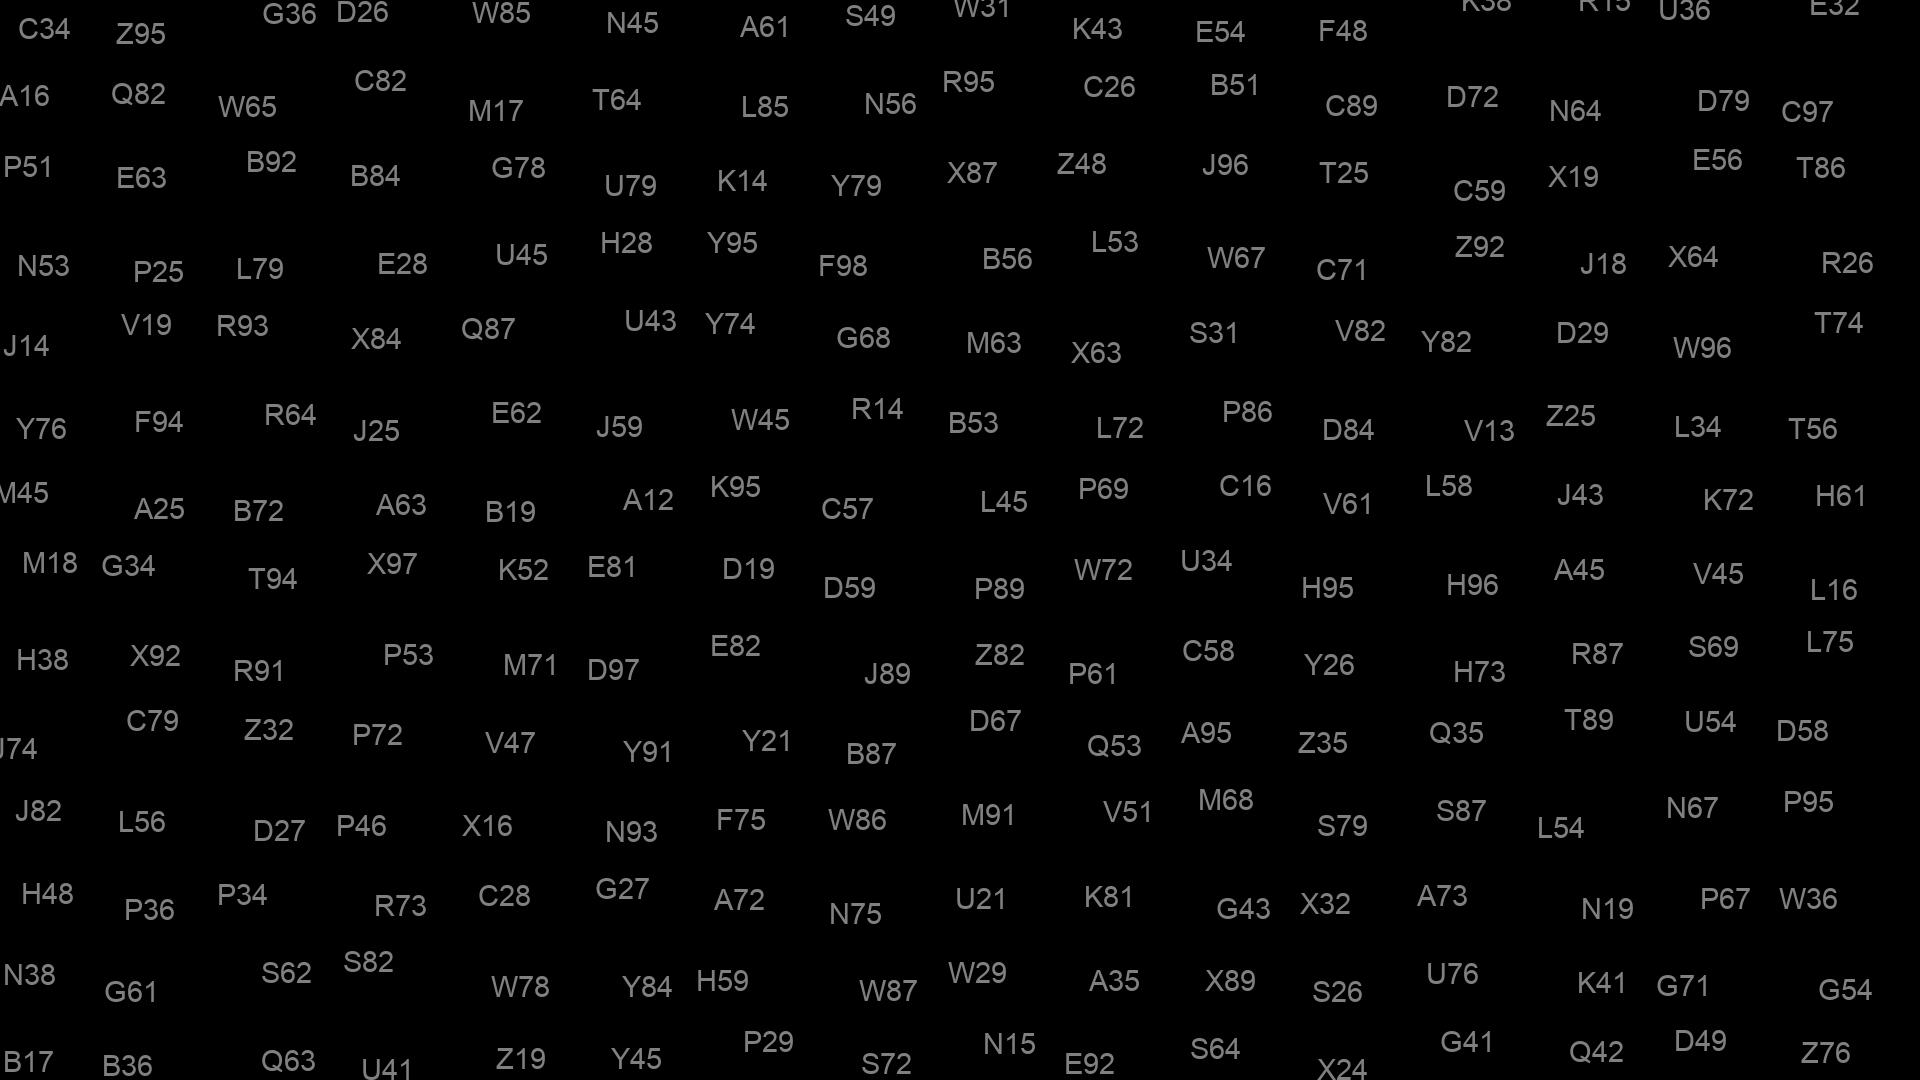 C34 Z95 G36 D26 W85 N45 A61 S49 W31 K43 E54 F48 K38 R15 U36 E32
A16 Q82 W65 C82 M17 T64 L85 N56 R95 C26 B51 C89 D72 N64 D79 C97
P51 E63 B92 B84 G78 U79 K14 Y79 X87 Z48 J96 T25 C59 X19 E56 T86
N53 P25 L79 E28 U45 H28 Y95 F98 B56 L53 W67 C71 Z92 J18 X64 R26
J14 V19 R93 X84 Q87 U43 Y74 G68 M63 X63 S31 V82 Y82 D29 W96 T74
Y76 F94 R64 J25 E62 J59 W45 R14 B53 L72 P86 D84 V13 Z25 L34 T56
M45 A25 B72 A63 B19 A12 K95 C57 L45 P69 C16 V61 L58 J43 K72 H61
M18 G34 T94 X97 K52 E81 D19 D59 P89 W72 U34 H95 H96 A45 V45 L16
H38 X92 R91 P53 M71 D97 E82 J89 Z82 P61 C58 Y26 H73 R87 S69 L75
C79 Z32 P72 V47 Y91 Y21 B87 D67 Q53 A95 Z35 Q35 T89 U54 D58
J82 L56 D27 P46 X16 N93 F75 W86 M91 V51 M68 S79 S87 L54 N67 P95
H48 P36 P34 R73 C28 G27 A72 N75 U21 K81 G43 X32 A73 N19 P67 W36
N38 G61 S62 S82 W78 Y84 H59 W87 W29 A35 X89 S26 U76 K41 G71 G54
B17 B36 Q63 U41 Z19 Y45 P29 S72 N15 E92 S64 X24 G41 Q42 D49 Z76